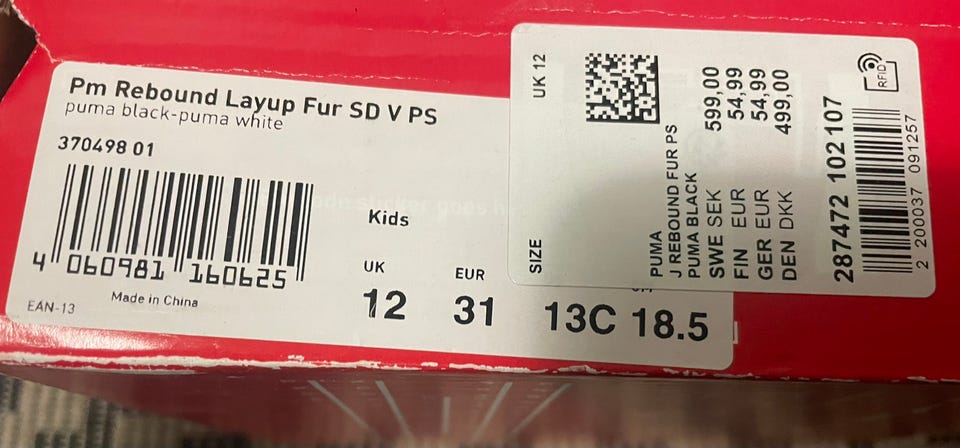 Pm Rebound Layup Fur SD V PS
puma black-puma white
370498 01
4 060981 160625
EAN-13
Made in China
Kids
UK
12
EUR
31
13C
18.5
UK 12
SIZE
PUMA
J REBOUND FUR PS
PUMA BLACK
SWE SEK 599,00
FIN EUR 54,99
GER EUR 54,99
DEN DKK 499,00
287472 102107
2 200037 091257
RFID